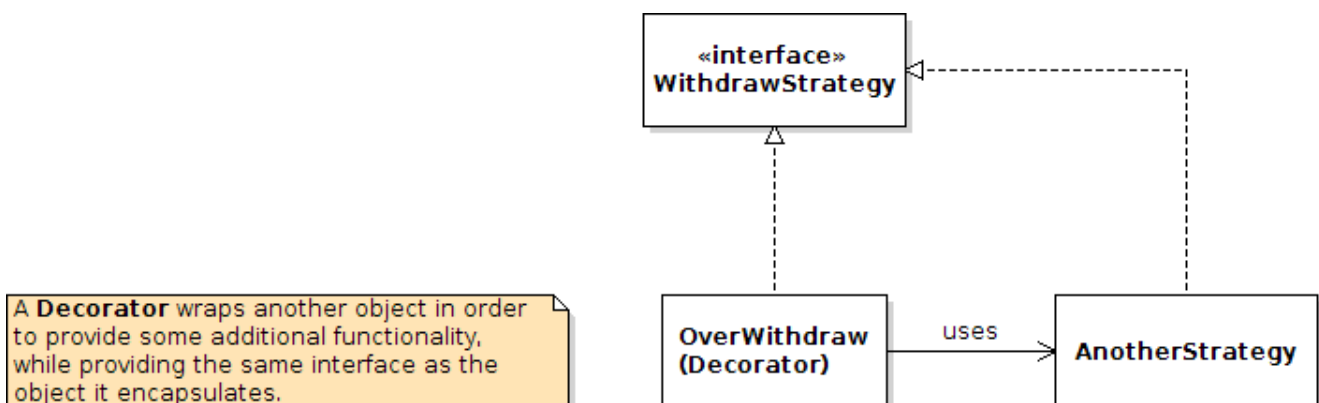 «interface»
WithdrawStrategy
A Decorator wraps another object in order
to provide some additional functionality,
while providing the same interface as the
object it encapsulates.
OverWithdraw
(Decorator)
uses
AnotherStrategy